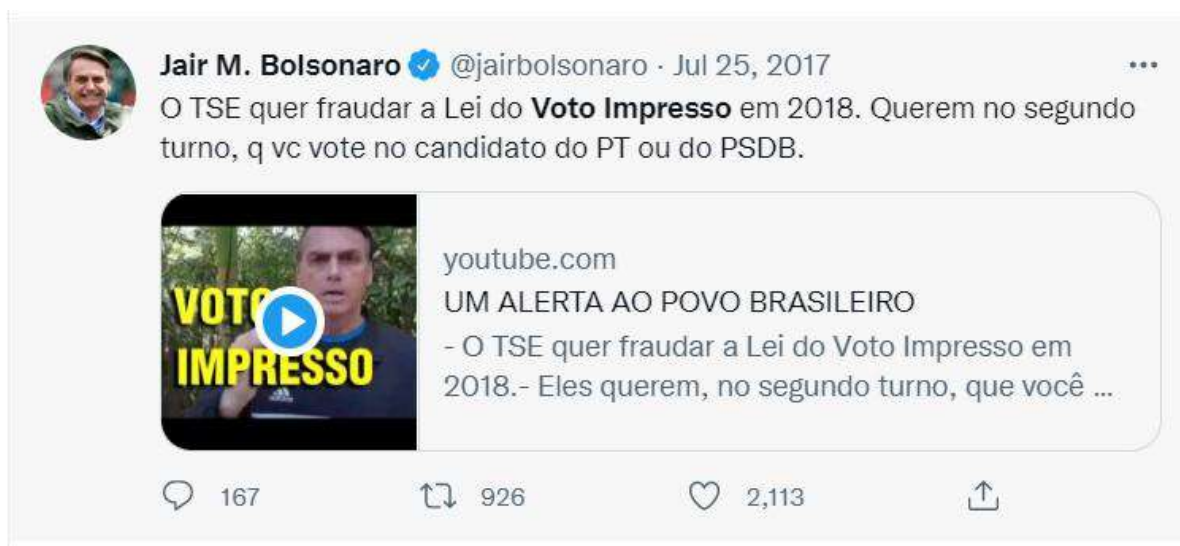 Jair M. Bolsonaro @jairbolsonaro · Jul 25, 2017
O TSE quer fraudar a Lei do Voto Impresso em 2018. Querem no segundo
turno, q vc vote no candidato do PT ou do PSDB.
VOTO
IMPRESSO
adidas
youtube.com
UM ALERTA AO POVO BRASILEIRO
- O TSE quer fraudar a Lei do Voto Impresso em
2018.- Eles querem, no segundo turno, que você ...
167 926 2,113